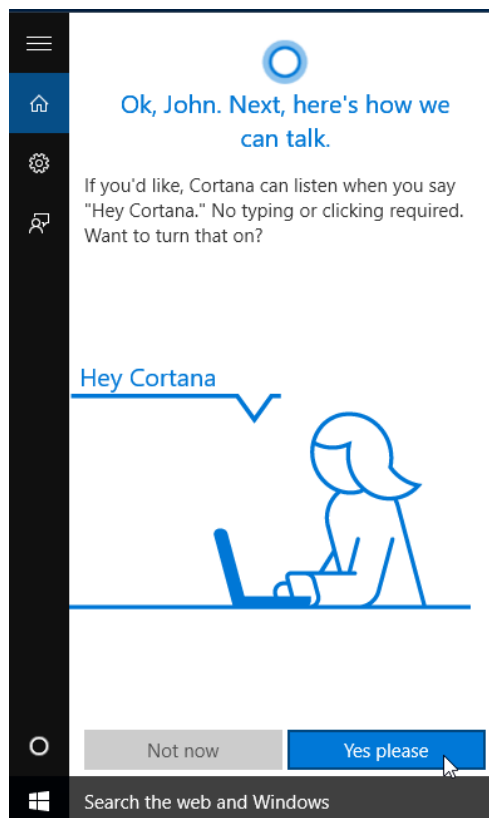 Ok, John. Next, here's how we
can talk.
If you'd like, Cortana can listen when you say
"Hey Cortana." No typing or clicking required.
Want to turn that on?
Hey Cortana
Not now
Yes please
Search the web and Windows